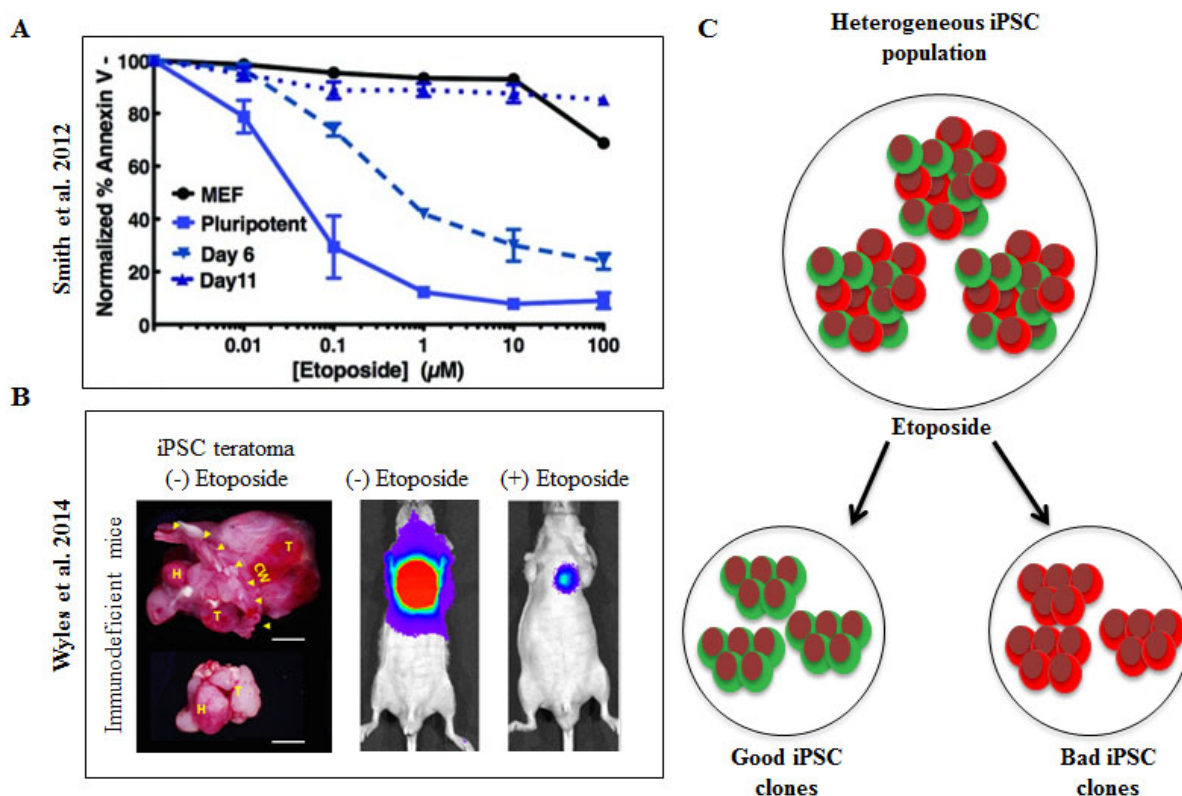 A
Smith et al. 2012
Normalized % Annexin V -
100
80
60
40
20
0
MEF
Pluripotent
Day 6
Day11
0.01 0.1 1 10 100
[Etoposide] (µM)
B
Wyles et al. 2014
Immunodeficient mice
iPSC teratoma
(-) Etoposide
(-) Etoposide
(+) Etoposide
T
H
CW
T
T
H
C
Heterogeneous iPSC
population
Etoposide
Good iPSC
clones
Bad iPSC
clones